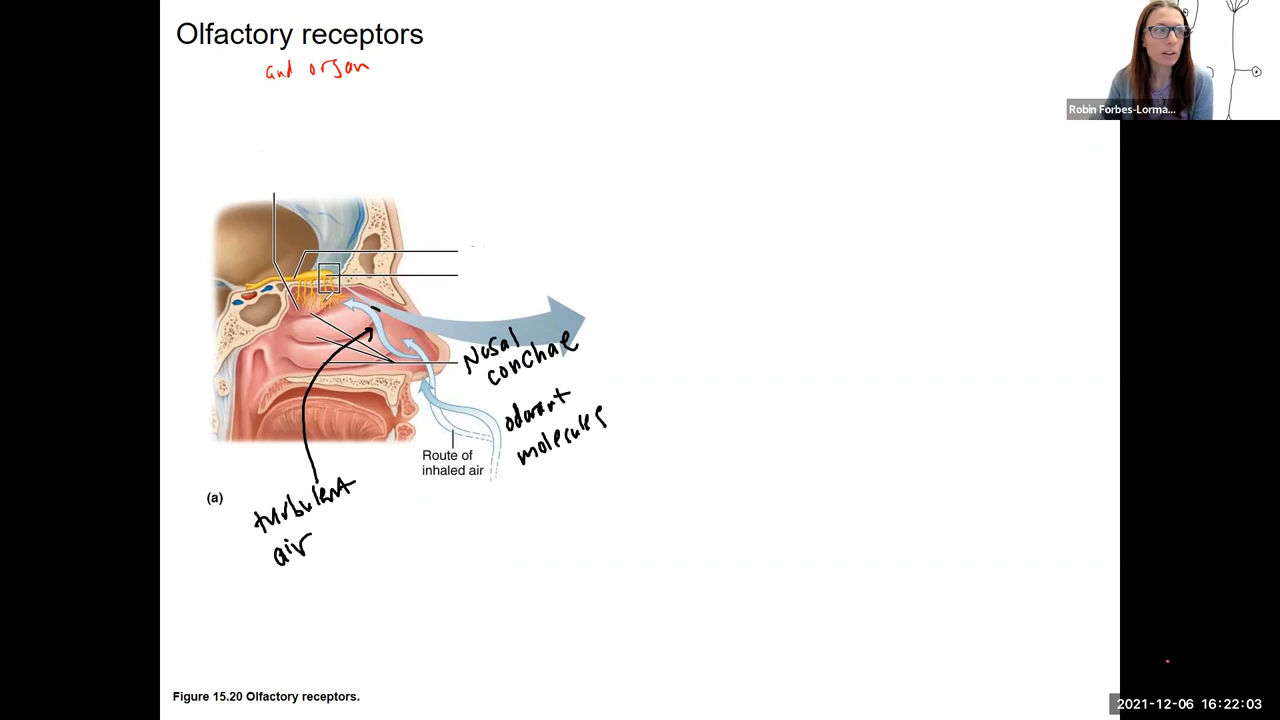 Olfactory receptors
and organ
Robin Forbes-Lorma...
Nasal
conchae
odorant
molecules
Route of
inhaled air
(a)
turbulent
air
Figure 15.20 Olfactory receptors.
2021-12-06 16:22:03